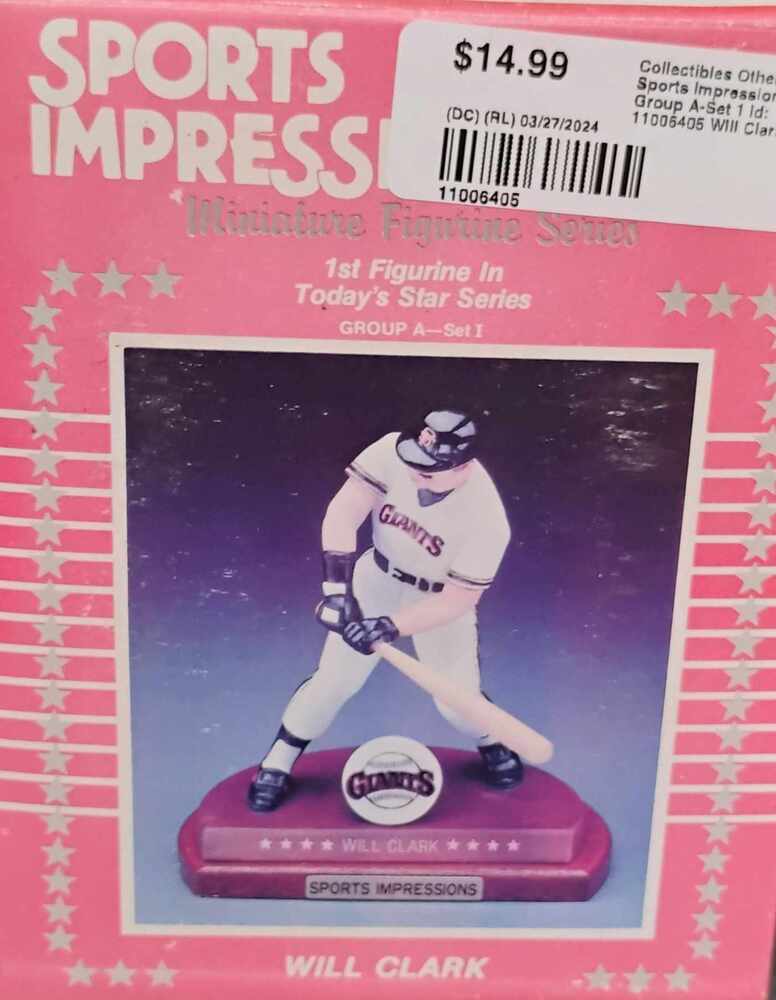 SPORTS
IMPRESSI
Miniature Figurine Series
1st Figurine In
Today's Star Series
GROUP A—Set I
$14.99
(DC) (RL) 03/27/2024
11006405
Collectibles Othe
Sports Impression
Group A-Set 1 Id:
11006405 Will Clar
GIANTS
GIANTS
WILL CLARK
SPORTS IMPRESSIONS
WILL CLARK